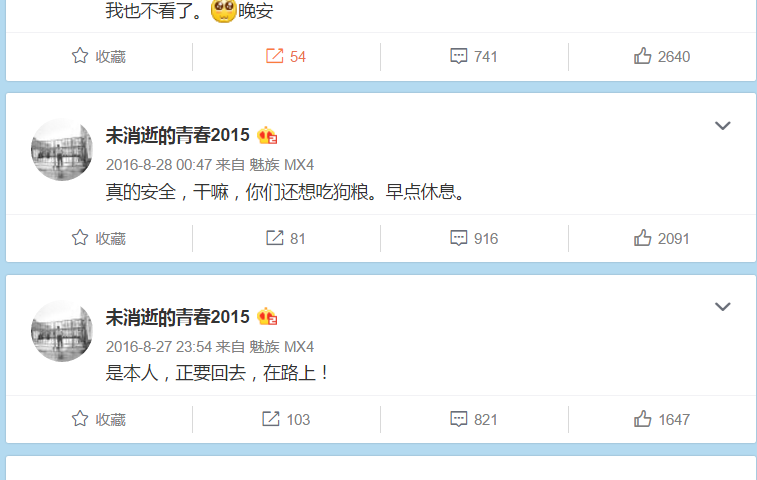 我也不看了。晚安
收藏 54 741 2640
未消逝的青春2015
2016-8-28 00:47 来自 魅族 MX4
真的安全，干嘛，你们还想吃狗粮。早点休息。
收藏 81 916 2091
未消逝的青春2015
2016-8-27 23:54 来自 魅族 MX4
是本人，正要回去，在路上！
收藏 103 821 1647